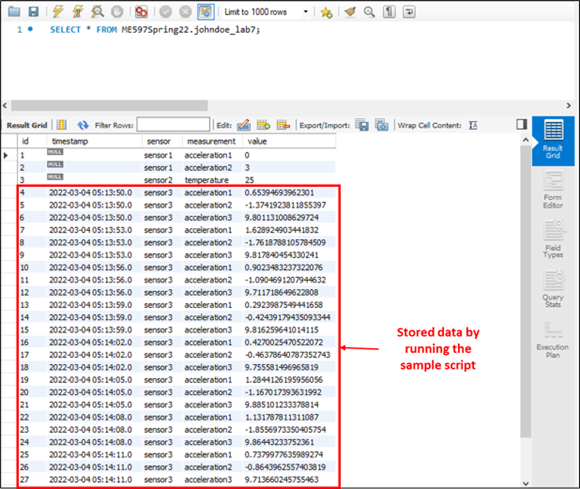 Limit to 1000 rows
1 SELECT * FROM ME597Spring22.johndoe_lab7;
Result Grid Filter Rows: Edit: Export/Import: Wrap Cell Content:
id timestamp sensor measurement value
1 NULL sensor1 acceleration1 0
2 NULL sensor1 acceleration2 3
3 NULL sensor2 temperature 25
4 2022-03-04 05:13:50.0 sensor3 acceleration1 0.65394693962301
5 2022-03-04 05:13:50.0 sensor3 acceleration2 -1.3741923811855397
6 2022-03-04 05:13:50.0 sensor3 acceleration3 9.801131008629724
7 2022-03-04 05:13:53.0 sensor3 acceleration1 1.628924903441832
8 2022-03-04 05:13:53.0 sensor3 acceleration2 -1.7618788105784509
9 2022-03-04 05:13:53.0 sensor3 acceleration3 9.817840454330241
10 2022-03-04 05:13:56.0 sensor3 acceleration1 0.9023483237322076
11 2022-03-04 05:13:56.0 sensor3 acceleration2 -1.0904691207944632
12 2022-03-04 05:13:56.0 sensor3 acceleration3 9.711718649622808
13 2022-03-04 05:13:59.0 sensor3 acceleration1 0.2923987549441658
14 2022-03-04 05:13:59.0 sensor3 acceleration2 -0.42439179435093344
15 2022-03-04 05:13:59.0 sensor3 acceleration3 9.816259641014115
16 2022-03-04 05:14:02.0 sensor3 acceleration1 0.4270025470522072
17 2022-03-04 05:14:02.0 sensor3 acceleration2 -0.46378640787352743
18 2022-03-04 05:14:02.0 sensor3 acceleration3 9.755581496965819
19 2022-03-04 05:14:05.0 sensor3 acceleration1 1.2844126195956056
20 2022-03-04 05:14:05.0 sensor3 acceleration2 -1.167017393631992
21 2022-03-04 05:14:05.0 sensor3 acceleration3 9.885101233378814
22 2022-03-04 05:14:08.0 sensor3 acceleration1 1.131787811311087
23 2022-03-04 05:14:08.0 sensor3 acceleration2 -1.8556973350405754
24 2022-03-04 05:14:08.0 sensor3 acceleration3 9.86443233752361
25 2022-03-04 05:14:11.0 sensor3 acceleration1 0.7379977635989274
26 2022-03-04 05:14:11.0 sensor3 acceleration2 -0.8643962557403819
27 2022-03-04 05:14:11.0 sensor3 acceleration3 9.713660245755463
Stored data by
running the
sample script
Result
Grid
Form
Editor
Field
Types
Query
Stats
Execution
Plan